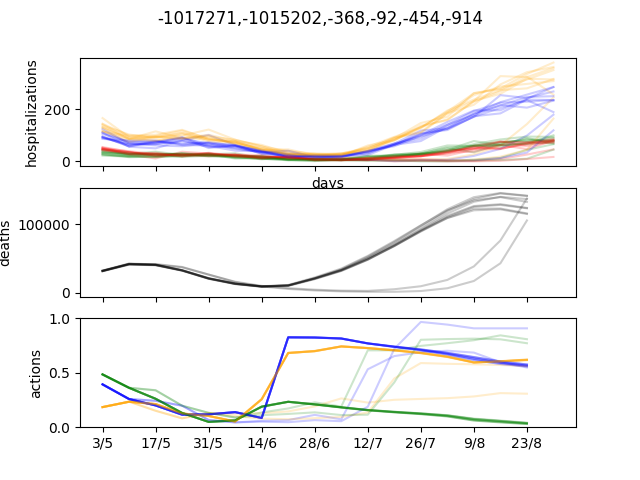 -1017271,-1015202,-368,-92,-454,-914
hospitalizations
200
0
days
deaths
100000
0
actions
1.0
0.5
0.0
3/5 17/5 31/5 14/6 28/6 12/7 26/7 9/8 23/8